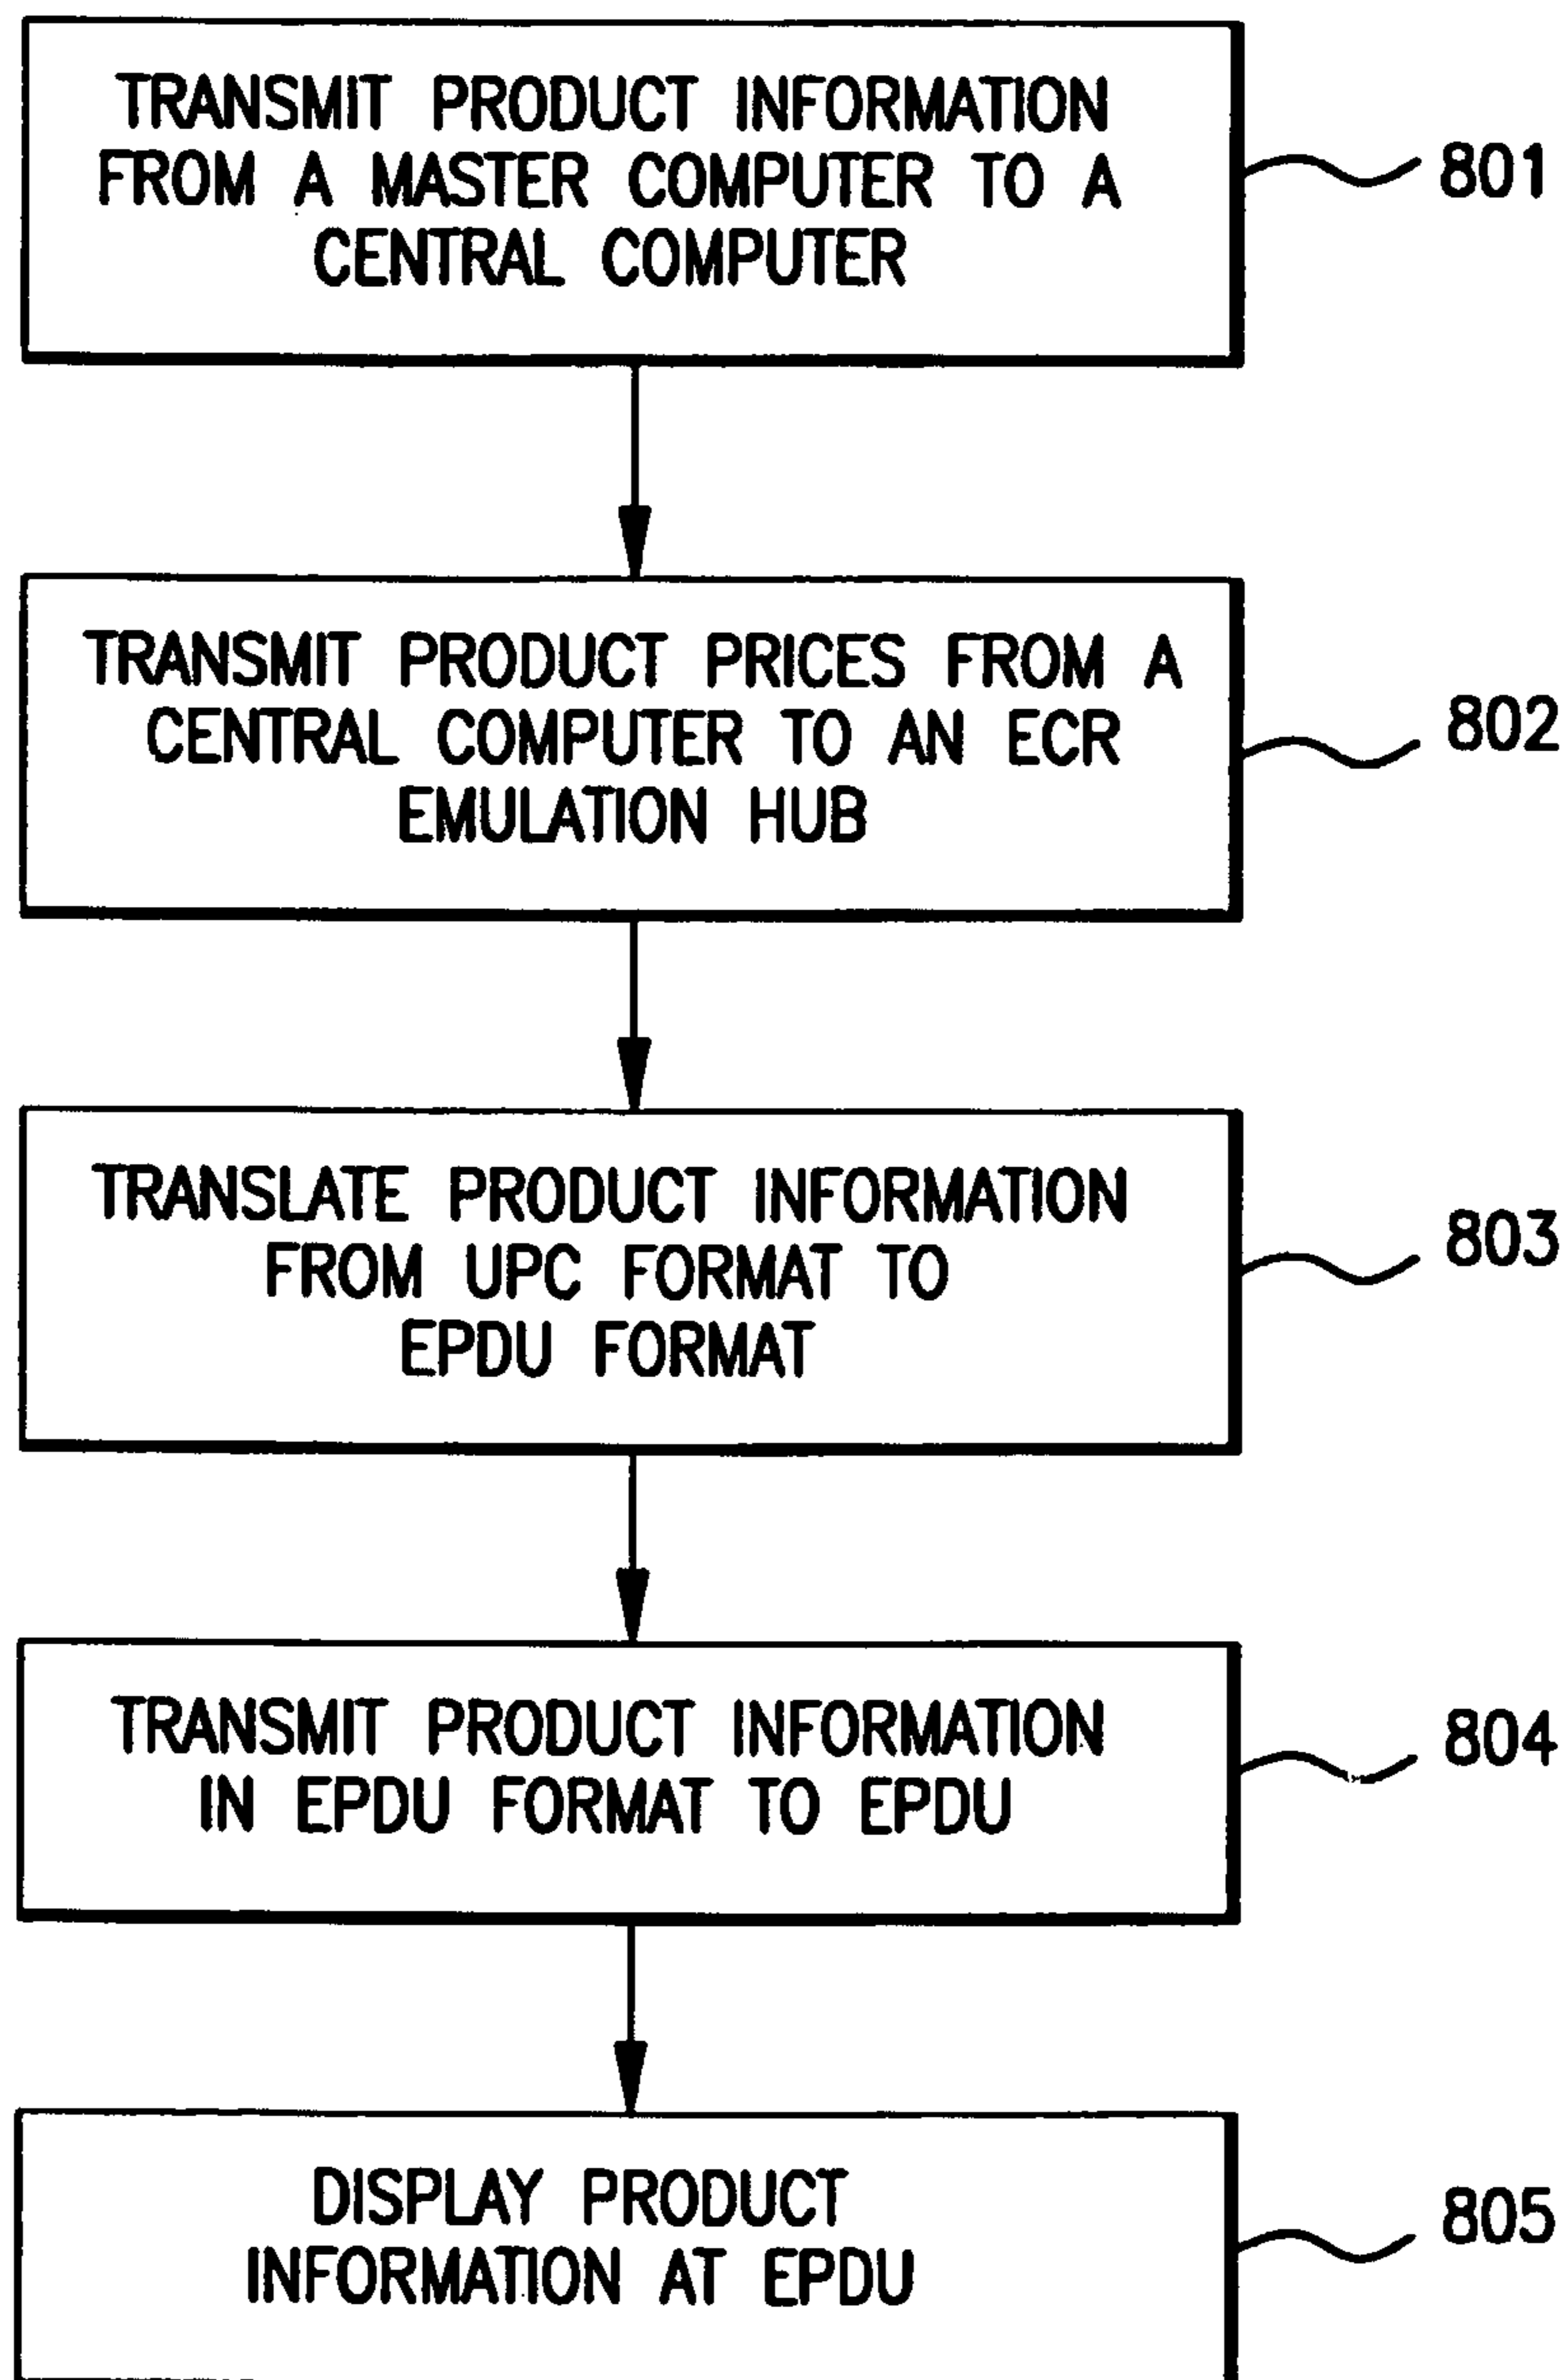 TRANSMIT PRODUCT INFORMATION
FROM A MASTER COMPUTER TO A
CENTRAL COMPUTER
801
TRANSMIT PRODUCT PRICES FROM A
CENTRAL COMPUTER TO AN ECR
EMULATION HUB
802
TRANSLATE PRODUCT INFORMATION
FROM UPC FORMAT TO
EPDU FORMAT
803
TRANSMIT PRODUCT INFORMATION
IN EPDU FORMAT TO EPDU
804
DISPLAY PRODUCT
INFORMATION AT EPDU
805